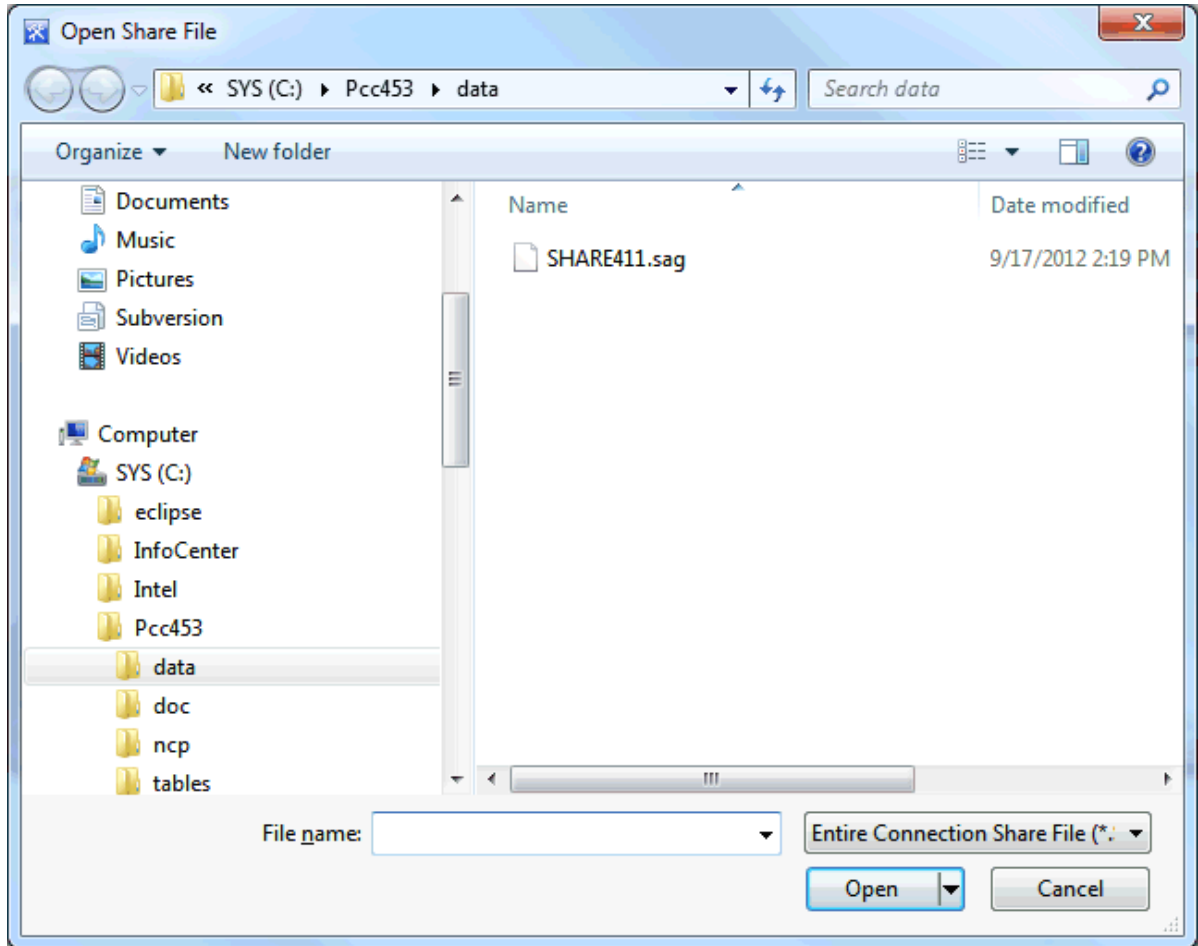 Open Share File
« SYS (C:) Pcc453 data
Search data
Organize New folder
Name Date modified
SHARE411.sag 9/17/2012 2:19 PM
Documents
Music
Pictures
Subversion
Videos
Computer
SYS (C:)
eclipse
InfoCenter
Intel
Pcc453
data
doc
ncp
tables
File name:
Entire Connection Share File (*.
Open Cancel